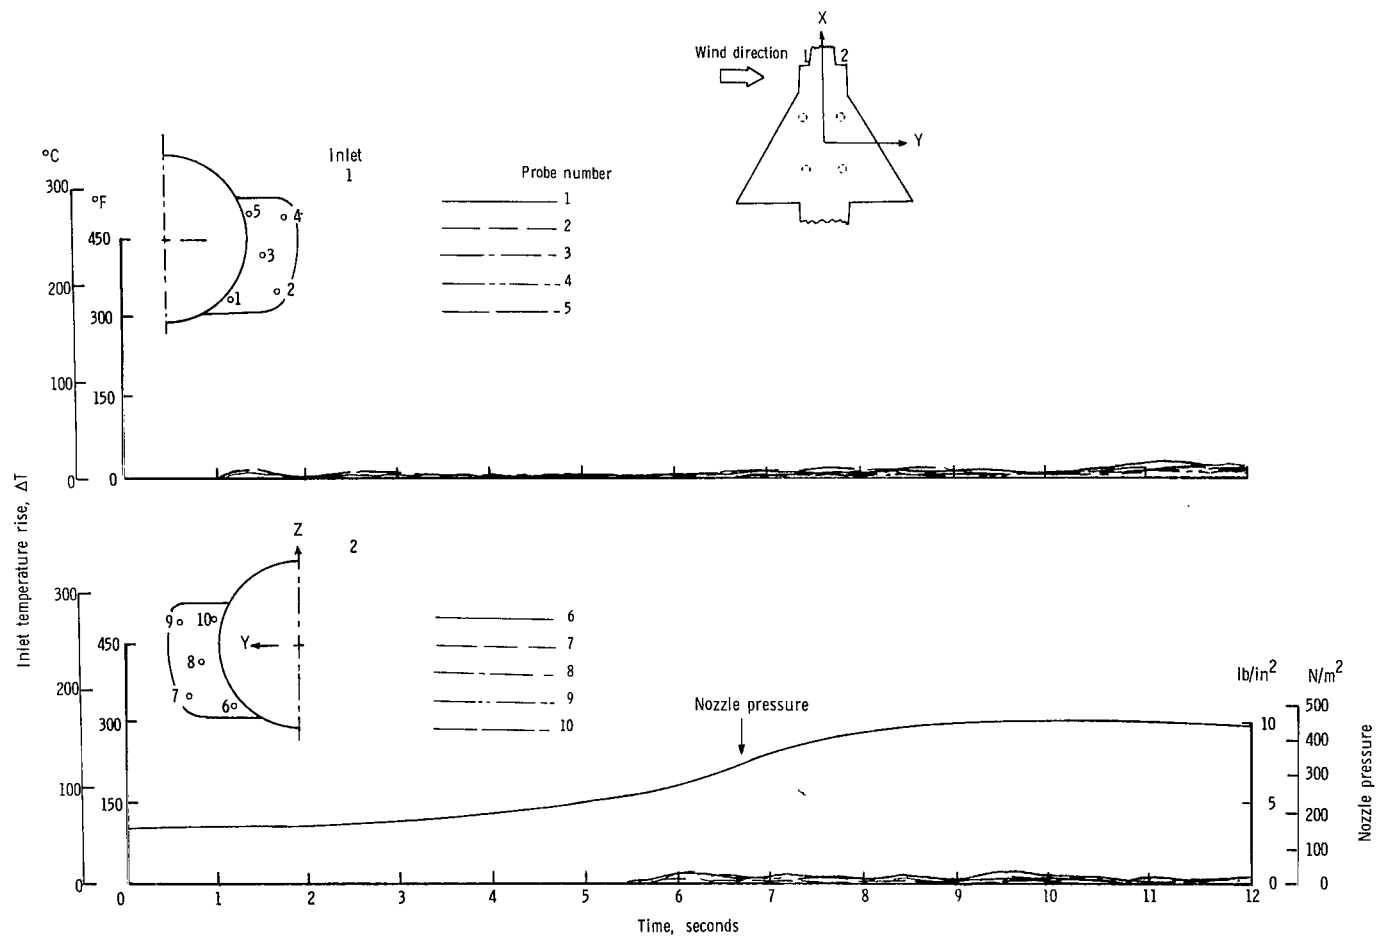 X
Wind direction
1 2
Y
°C
Inlet
1
Probe number
300
°F
1
2
3
4
5
5 4
3
2
1
450
200
300
100
150
0 0
Inlet temperature rise, ΔT
Z
2
300
9 10
Y
8
7
6
450
6
7
8
9
10
200
300
100
150
0
Nozzle pressure
lb/in²
N/m²
10
5
0
500
400
300
200
100
0
Nozzle pressure
0 1 2 3 4 5 6 7 8 9 10 11 12
Time, seconds